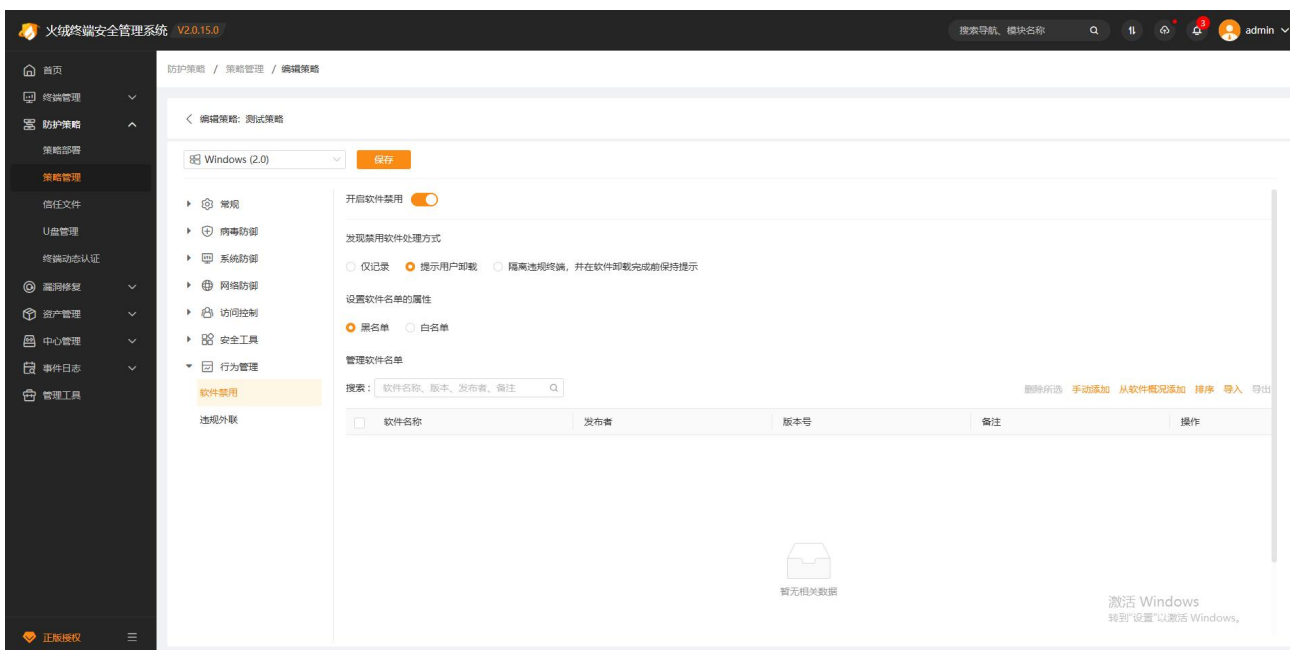 火绒终端安全管理系统 V2.0.15.0
搜索导航、模块名称
3
admin
首页
终端管理
防护策略
策略部署
策略管理
信任文件
U盘管理
终端动态认证
漏洞修复
资产管理
中心管理
事件日志
管理工具
正版授权
防护策略 / 策略管理 / 编辑策略
编辑策略: 测试策略
Windows (2.0)
保存
常规
病毒防御
系统防御
网络防御
访问控制
安全工具
行为管理
软件禁用
违规外联
开启软件禁用
发现禁用软件处理方式
仅记录 提示用户卸载 隔离违规终端，并在软件卸载完成前保持提示
设置软件名单的属性
黑名单 白名单
管理软件名单
搜索： 软件名称、版本、发布者、备注
删除所选 手动添加 从软件概况添加 排序 导入 导出
软件名称 发布者 版本号 备注 操作
暂无相关数据
激活 Windows
转到"设置"以激活 Windows。